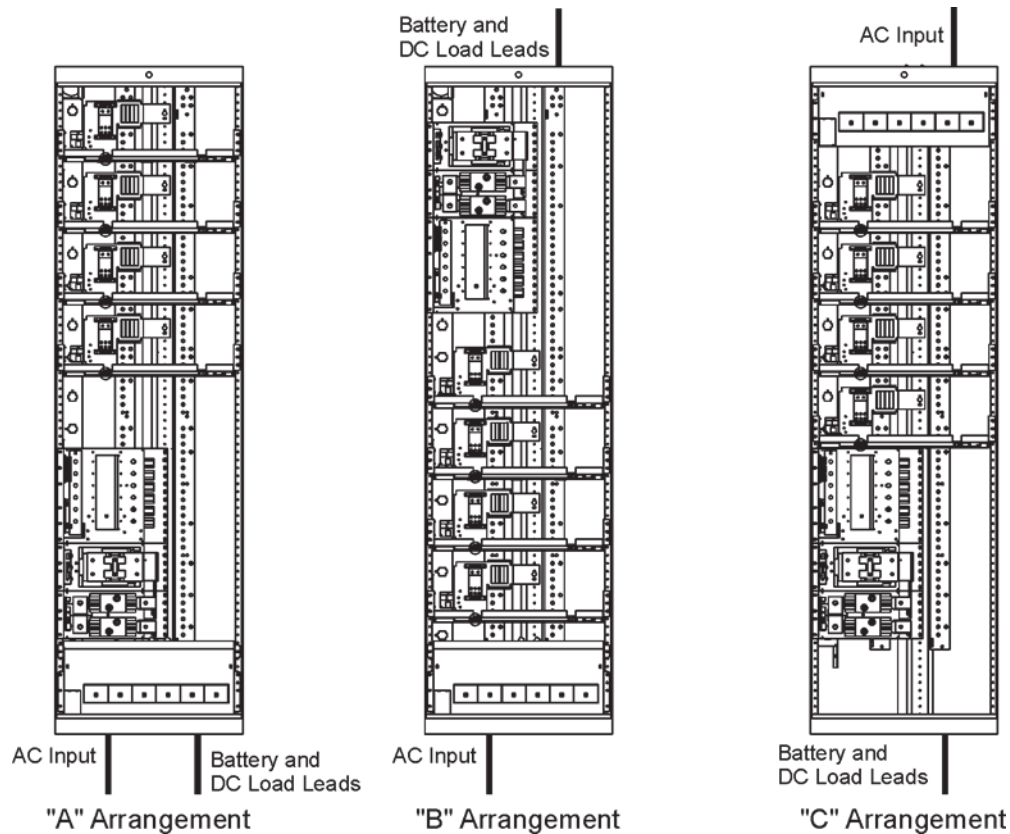 Battery and
DC Load Leads
AC Input
AC Input
Battery and
DC Load Leads
"A" Arrangement
AC Input
"B" Arrangement
Battery and
DC Load Leads
"C" Arrangement